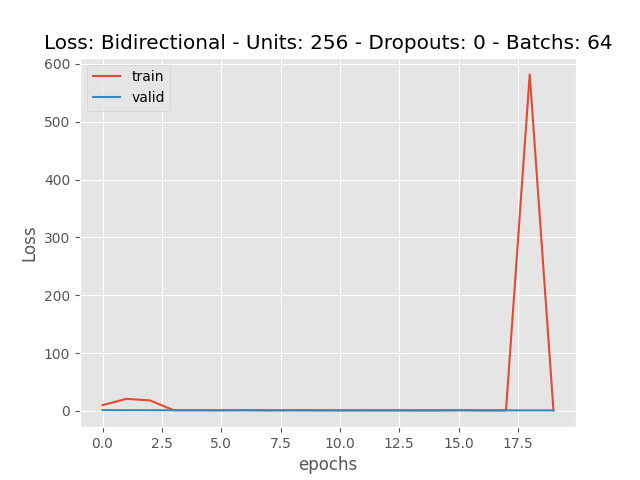 Loss: Bidirectional - Units: 256 - Dropouts: 0 - Batchs: 64
train
valid
600
500
400
300
200
100
0
Loss
0.0 2.5 5.0 7.5 10.0 12.5 15.0 17.5
epochs